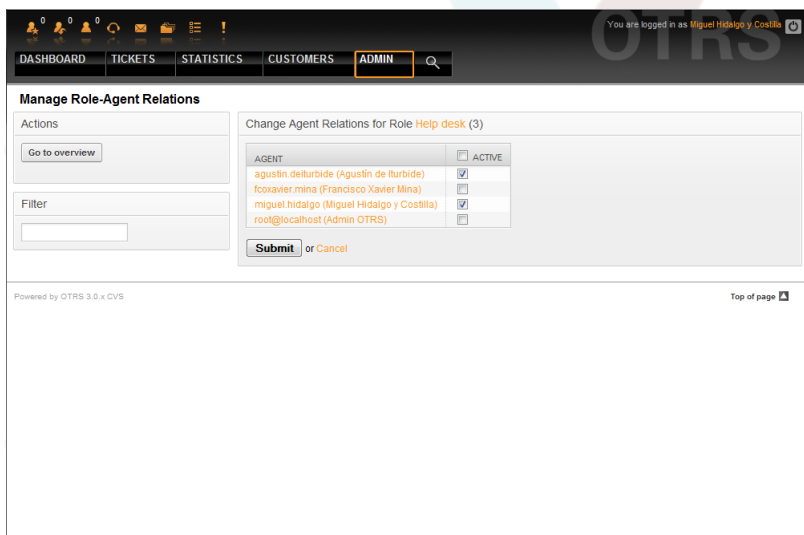 0 0 0
You are logged in as Miguel Hidalgo y Costilla
OTRS
DASHBOARD TICKETS STATISTICS CUSTOMERS ADMIN
Manage Role-Agent Relations
Actions
Go to overview
Filter
Change Agent Relations for Role Help desk (3)
AGENT ACTIVE
agustin.deiturbide (Agustín de Iturbide)
fcoxavier.mina (Francisco Xavier Mina)
miguel.hidalgo (Miguel Hidalgo y Costilla)
root@localhost (Admin OTRS)
Submit or Cancel
Powered by OTRS 3.0.x CVS
Top of page